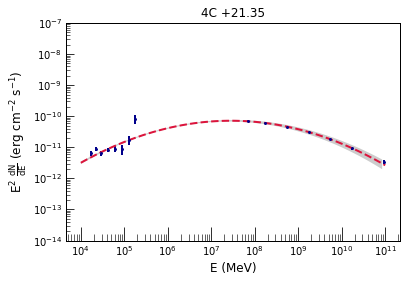 4C +21.35
10⁻⁷
10⁻⁸
10⁻⁹
10⁻¹⁰
10⁻¹¹
10⁻¹²
10⁻¹³
10⁻¹⁴
E² dN/dE (erg cm⁻² s⁻¹)
10⁴ 10⁵ 10⁶ 10⁷ 10⁸ 10⁹ 10¹⁰ 10¹¹
E (MeV)